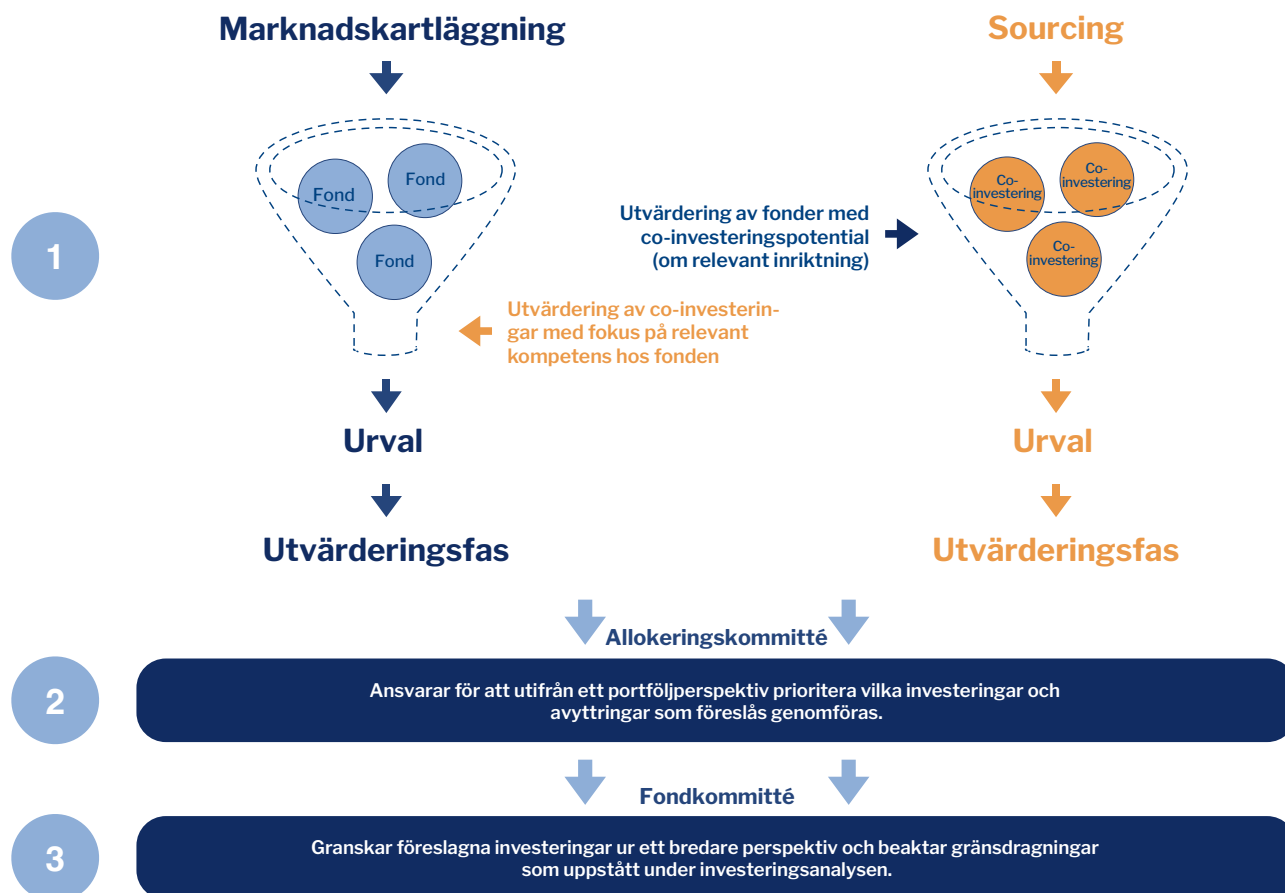 Marknadskartläggning
Sourcing
1
Fond
Fond
Fond
Utvärdering av fonder med
co-investeringspotential
(om relevant inriktning)
Co-
investering
Co-
investering
Co-
investering
Utvärdering av co-investerin-
gar med fokus på relevant
kompetens hos fonden
Urval
Urval
Utvärderingsfas
Utvärderingsfas
Allokeringskommitté
2
Ansvarar för att utifrån ett portföljperspektiv prioritera vilka investeringar och
avyttringar som föreslås genomföras.
Fondkommitté
3
Granskar föreslagna investeringar ur ett bredare perspektiv och beaktar gränsdragningar
som uppstått under investeringsanalysen.